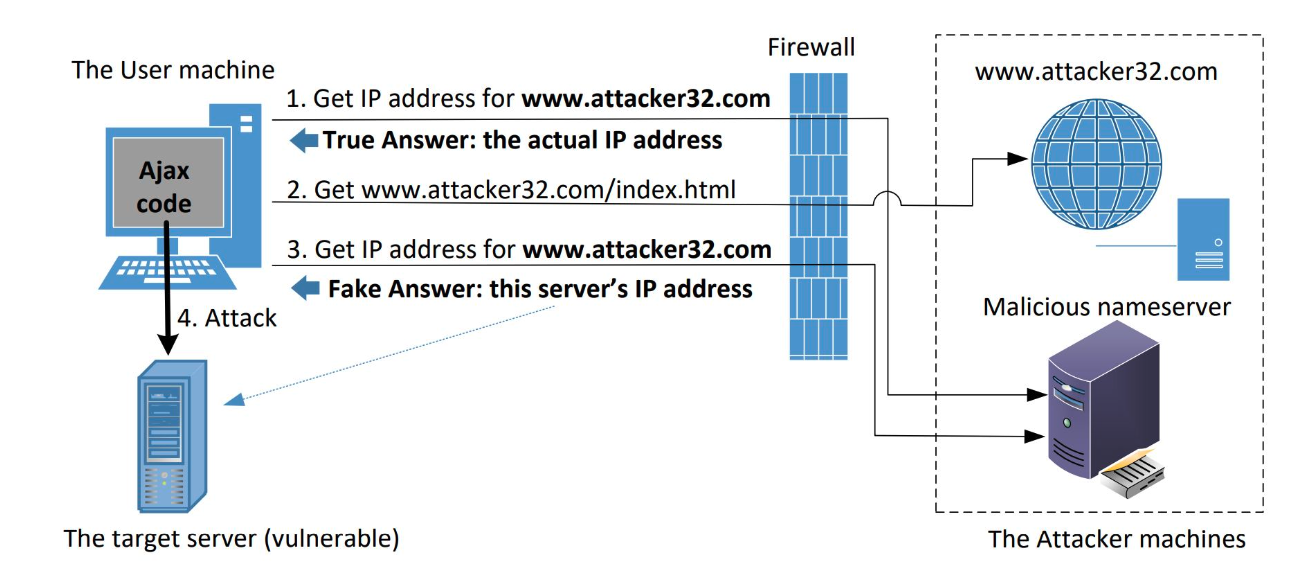 Firewall
The User machine
www.attacker32.com
1. Get IP address for www.attacker32.com
True Answer: the actual IP address
Ajax
code
2. Get www.attacker32.com/index.html
3. Get IP address for www.attacker32.com
Fake Answer: this server's IP address
Malicious nameserver
4. Attack
The target server (vulnerable)
The Attacker machines